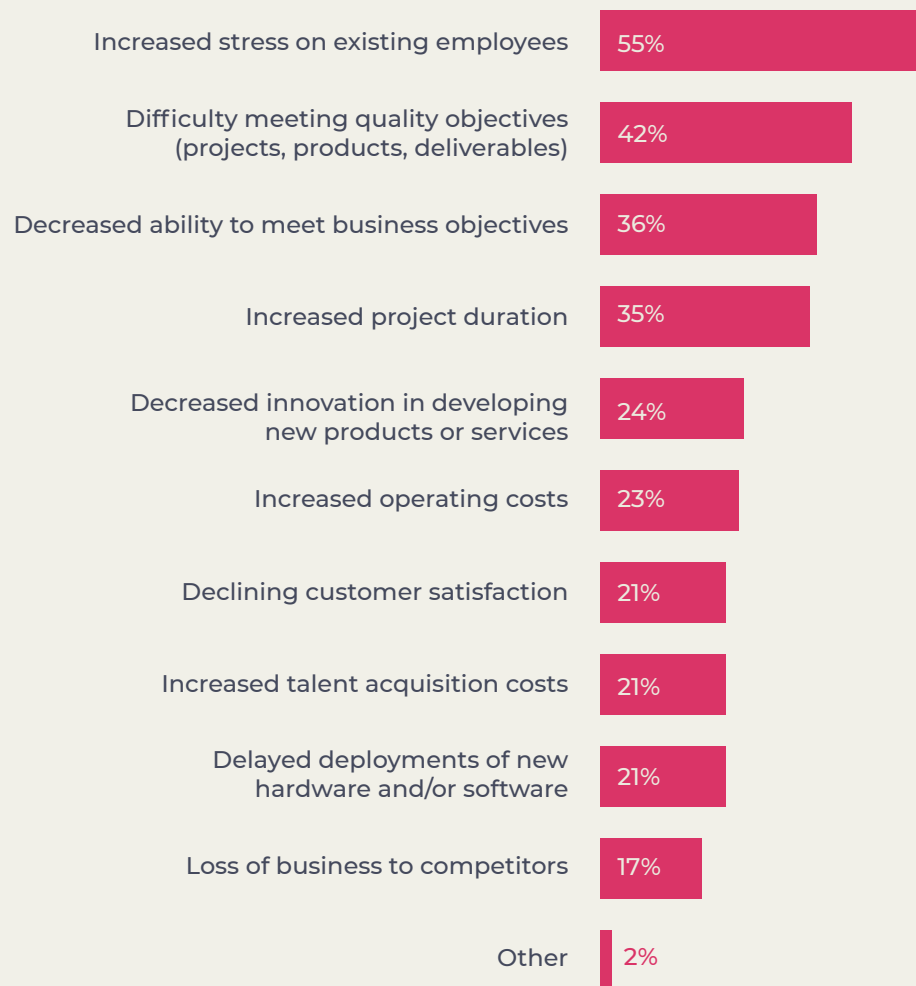 Increased stress on existing employees 55%
Difficulty meeting quality objectives
(projects, products, deliverables) 42%
Decreased ability to meet business objectives 36%
Increased project duration 35%
Decreased innovation in developing
new products or services 24%
Increased operating costs 23%
Declining customer satisfaction 21%
Increased talent acquisition costs 21%
Delayed deployments of new
hardware and/or software 21%
Loss of business to competitors 17%
Other 2%